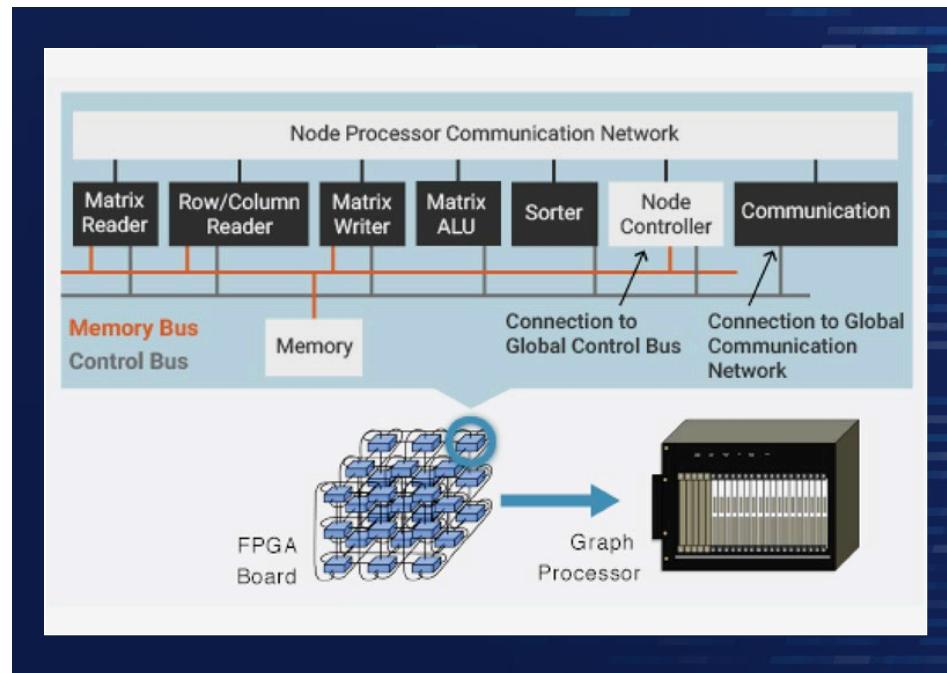 Node Processor Communication Network
Matrix
Reader
Row/Column
Reader
Matrix
Writer
Matrix
ALU
Sorter
Node
Controller
Communication
Memory Bus
Control Bus
Memory
Connection to
Global Control Bus
Connection to Global
Communication
Network
FPGA
Board
Graph
Processor